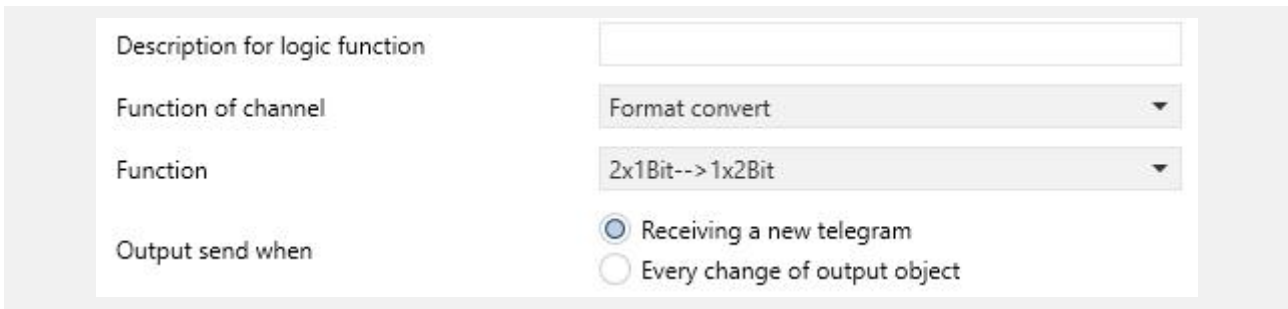 Description for logic function
Function of channel Format convert
Function 2x1Bit-->1x2Bit
Output send when Receiving a new telegram
Every change of output object